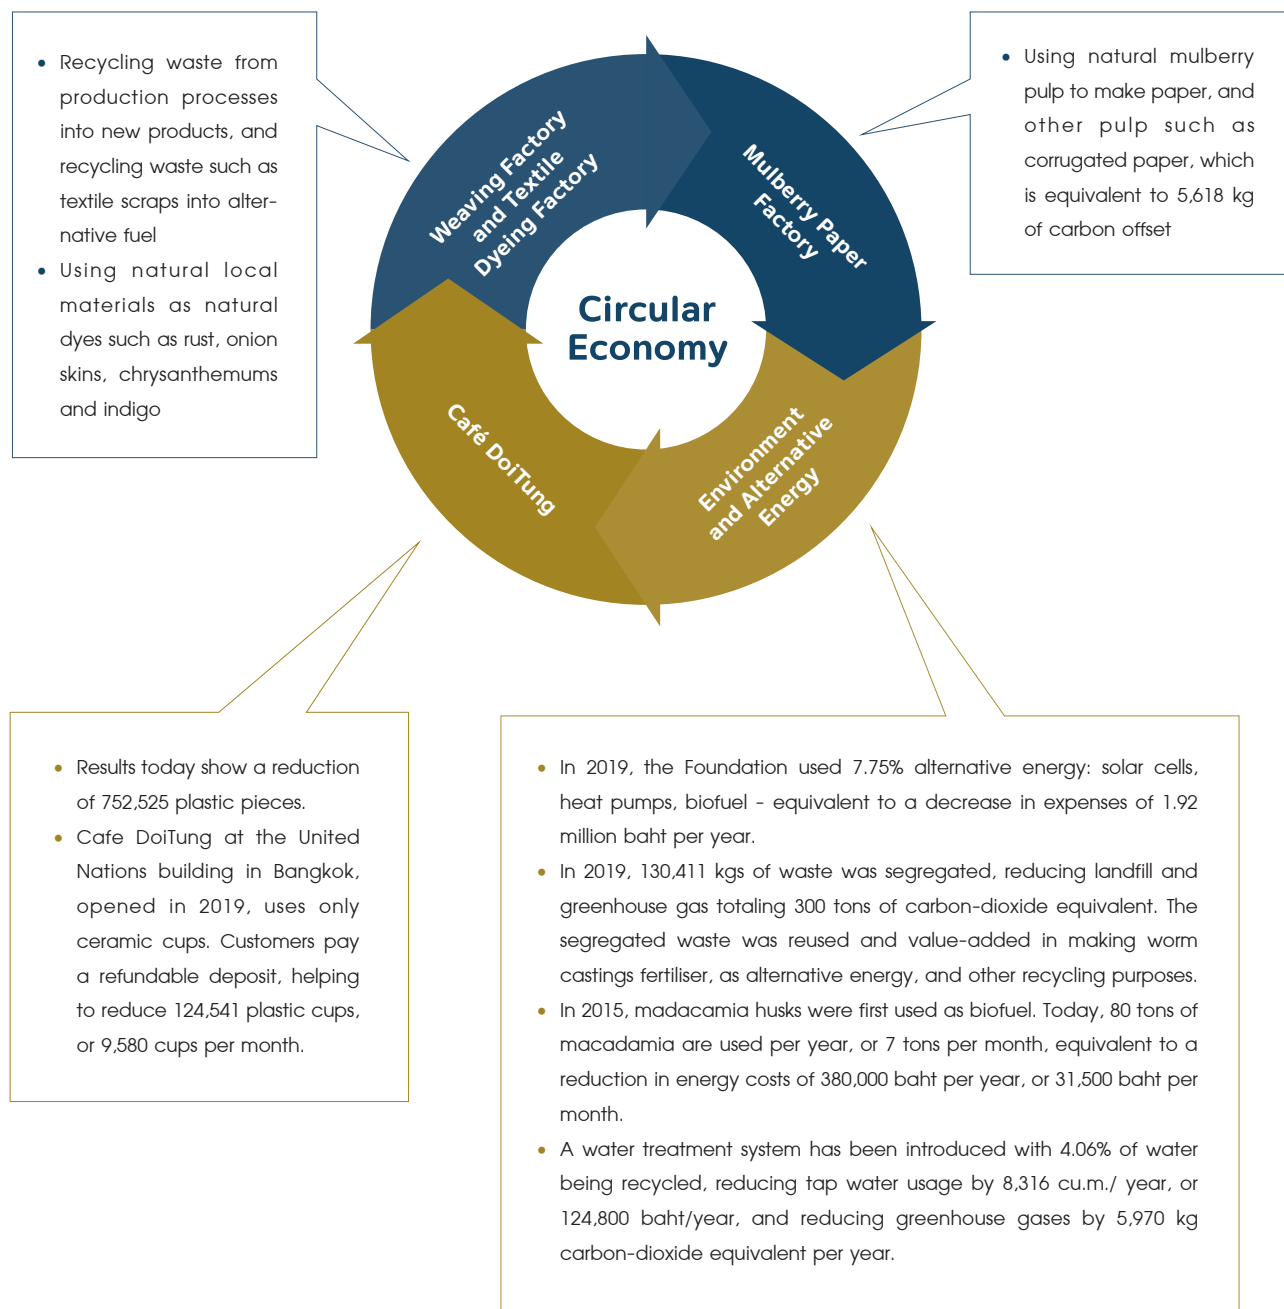 • Recycling waste from
production processes
into new products, and
recycling waste such as
textile scraps into alter-
native fuel
• Using natural local
materials as natural
dyes such as rust, onion
skins, chrysanthemums
and indigo
Weaving Factory
and Textile
Dyeing Factory
Mulberry Paper
Factory
• Using natural mulberry
pulp to make paper, and
other pulp such as
corrugated paper, which
is equivalent to 5,618 kg
of carbon offset
Circular
Economy
Café DoiTung
Environment
and Alternative
Energy
• Results today show a reduction
of 752,525 plastic pieces.
• Cafe DoiTung at the United
Nations building in Bangkok,
opened in 2019, uses only
ceramic cups. Customers pay
a refundable deposit, helping
to reduce 124,541 plastic cups,
or 9,580 cups per month.
• In 2019, the Foundation used 7.75% alternative energy: solar cells,
heat pumps, biofuel - equivalent to a decrease in expenses of 1.92
million baht per year.
• In 2019, 130,411 kgs of waste was segregated, reducing landfill and
greenhouse gas totaling 300 tons of carbon-dioxide equivalent. The
segregated waste was reused and value-added in making worm
castings fertiliser, as alternative energy, and other recycling purposes.
• In 2015, madacamia husks were first used as biofuel. Today, 80 tons of
macadamia are used per year, or 7 tons per month, equivalent to a
reduction in energy costs of 380,000 baht per year, or 31,500 baht per
month.
• A water treatment system has been introduced with 4.06% of water
being recycled, reducing tap water usage by 8,316 cu.m./ year, or
124,800 baht/year, and reducing greenhouse gases by 5,970 kg
carbon-dioxide equivalent per year.